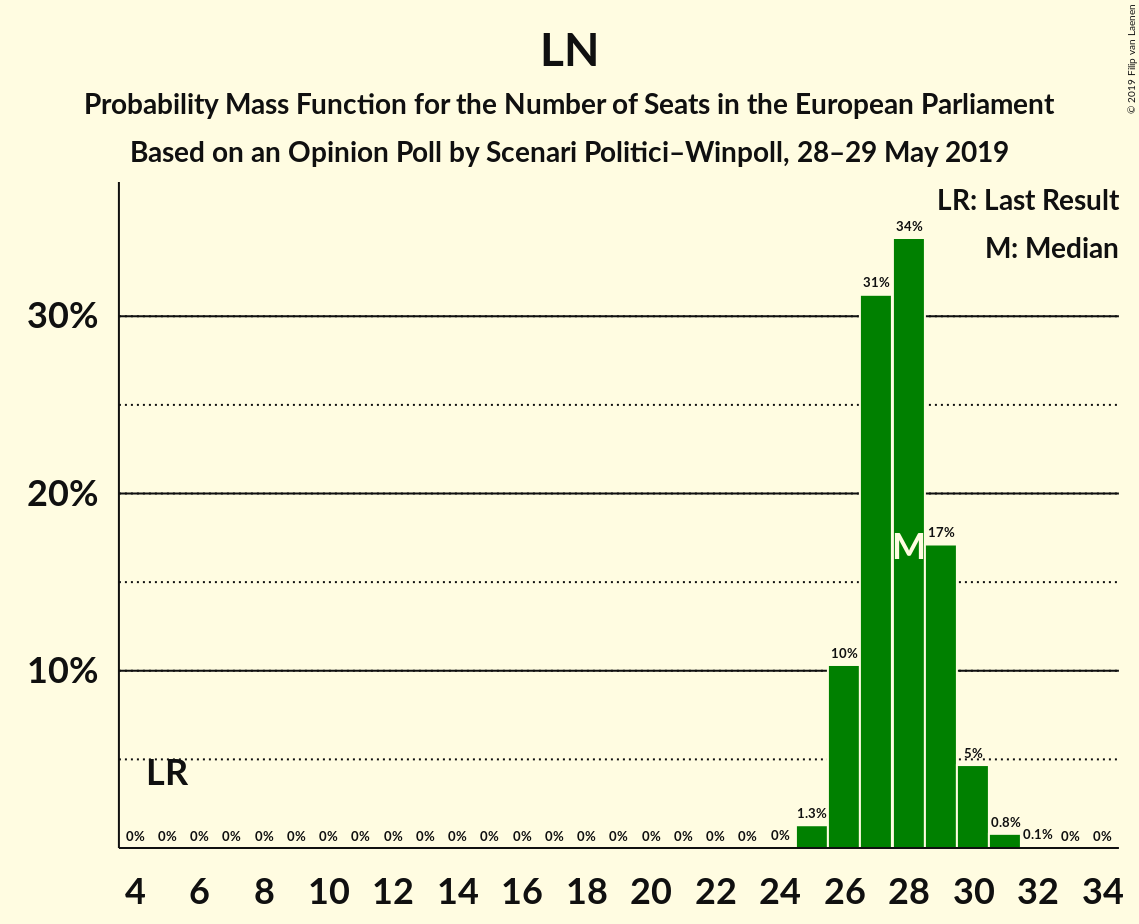 LN
Probability Mass Function for the Number of Seats in the European Parliament
Based on an Opinion Poll by Scenari Politici–Winpoll, 28–29 May 2019
© 2019 Filip van Laenen
LR: Last Result
M: Median
30%
20%
10%
34%
31%
M
17%
10%
5%
LR
1.3%
0.8%
0% 0% 0% 0% 0% 0% 0% 0% 0% 0% 0% 0% 0% 0% 0% 0% 0% 0% 0% 0% 0% 0.1% 0% 0%
4 6 8 10 12 14 16 18 20 22 24 26 28 30 32 34